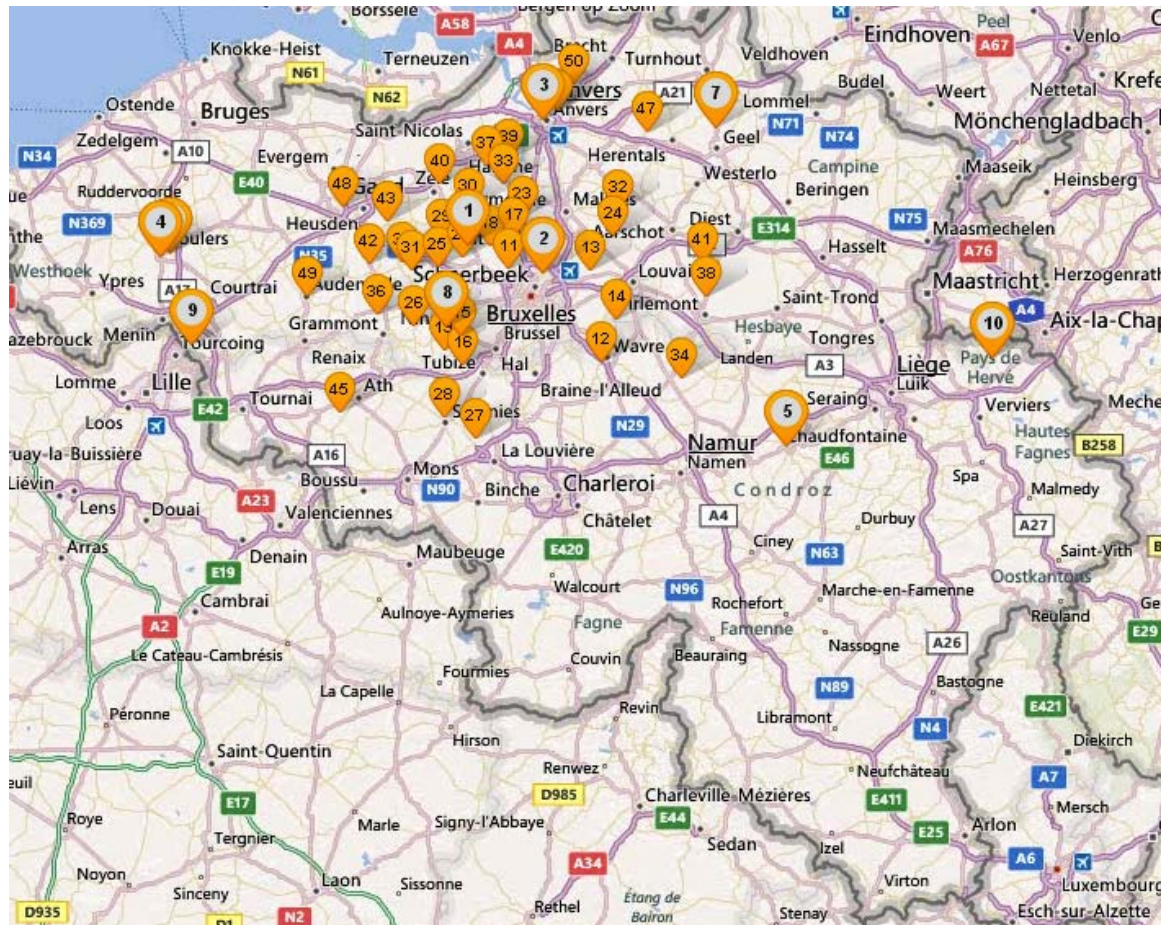 Borssele
A58
Bergen op Zoom
Eindhoven
Peel
A67
Venlo
Knokke-Heist
N61
Terneuzen
A4
Brecht
50
Turnhout
Veldhoven
N62
3
Anvers
A21
7
Budel
Weert
Nettetal
Ostende
Bruges
47
Lommel
N71
N74
Mönchengladbach
Zedelgem
Saint-Nicolas
37
39
Geel
N34
A10
Evergem
40
33
Herentals
Campine
Maaseik
E40
48
30
32
Westerlo
Beringen
Heinsberg
Ruddervoorde
43
23
N75
N369
4
Heusden
29
1
17
24
Diest
E314
Maasmechelen
42
31
25
11
2
13
Aarschot
41
Hasselt
A76
Westhoek
N35
Schaerbeek
Maastricht
Herzogenrath
Ypres
49
38
A17
Courtrai
36
26
8
15
14
Saint-Trond
A4
9
Bruxelles
10
Menin
Grammont
16
Brussel
12
Hesbaye
Tongres
Tourcoing
Renaix
Tubize
Hal
Wavre
34
Landen
A3
Liège
Pays de
Hervé
Lomme
Lille
45
Ath
28
Braine-l'Alleud
Luik
E42
Tournai
27
5
Seraing
Verviers
Loos
N29
Chaudfontaine
Hautes
Fagnes
B258
A16
La Louvière
Namur
E46
Mons
Namen
Spa
Liévin
A23
Boussu
N90
Binche
Charleroi
Condroz
Malmedy
Lens
Douai
Valenciennes
Châtelet
A4
Durbuy
A27
Arras
Denain
Maubeuge
E420
Ciney
N63
Saint-Vith
E19
Walcourt
N96
Marche-en-Famenne
Oostkantons
Cambrai
Aulnoye-Aymeries
Rochefort
Reuland
A2
Fagne
Famenne
E29
Le Cateau-Cambrésis
Couvin
Beauraing
Nassogne
A26
Fourmies
Bastogne
La Capelle
N89
E421
Péronne
Revin
Libramont
N4
Hirson
Diekirch
Saint-Quentin
Renwez
Neufchâteau
A7
E17
D985
Charleville Mézières
E411
Mersch
Roye
Marle
Signy-l'Abbaye
E44
E25
Arlon
Tergnier
Sedan
Izel
A6
Noyon
A34
Laon
Sissonne
Virton
Luxembourg
Sinceny
Étang de
Bairon
D935
D1
N2
Rethel
Stenay
Esch-sur-Alzette